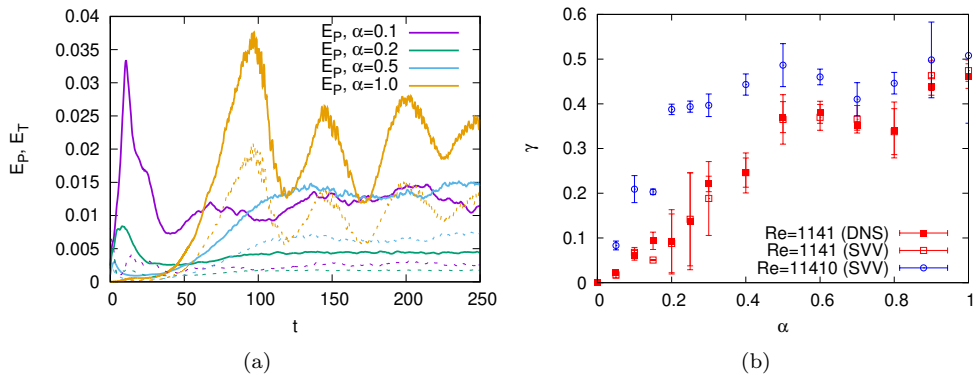 0.04
0.035
0.03
0.025
0.02
0.015
0.01
0.005
0
E_P, E_T
E_P, α=0.1
E_P, α=0.2
E_P, α=0.5
E_P, α=1.0
0 50 100 150 200 250
t
(a)
0.6
0.5
0.4
0.3
0.2
0.1
0
γ
Re=1141 (DNS)
Re=1141 (SVV)
Re=11410 (SVV)
0 0.2 0.4 0.6 0.8 1
α
(b)